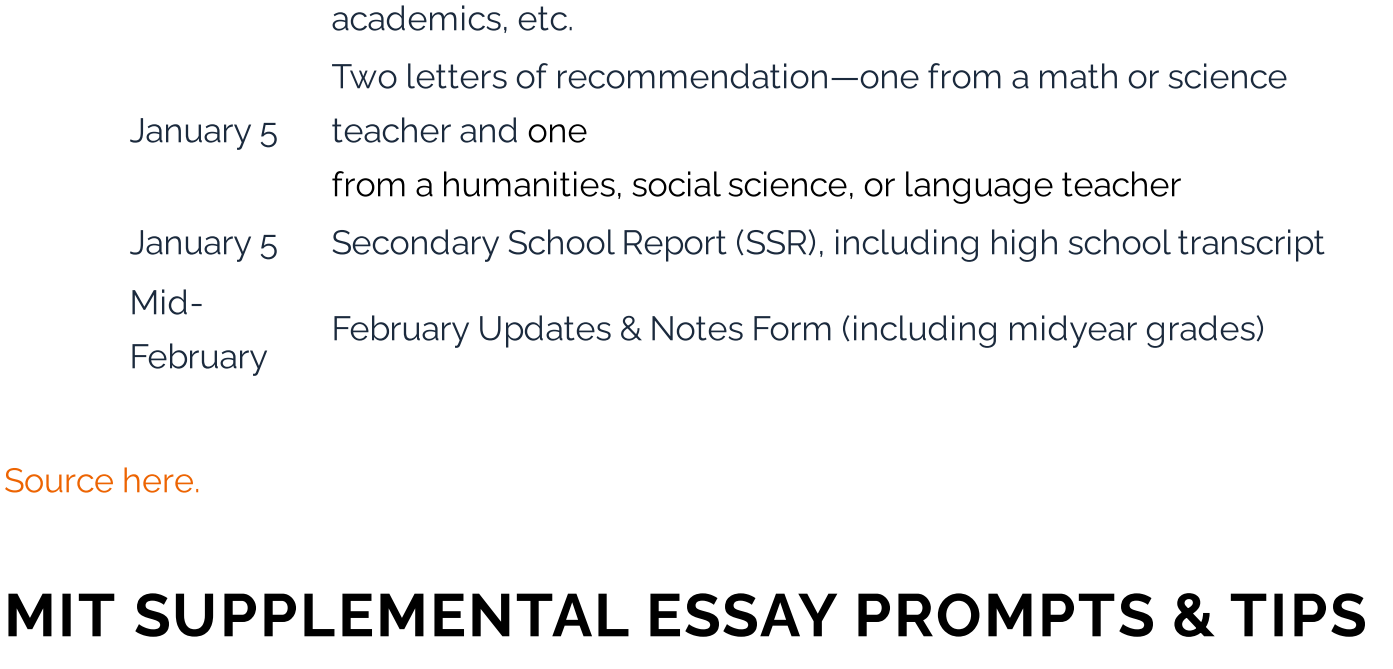 academics, etc.
Two letters of recommendation—one from a math or science
January 5 teacher and one
from a humanities, social science, or language teacher
January 5 Secondary School Report (SSR), including high school transcript
Mid-
February Updates & Notes Form (including midyear grades)
February
Source here.
MIT SUPPLEMENTAL ESSAY PROMPTS & TIPS